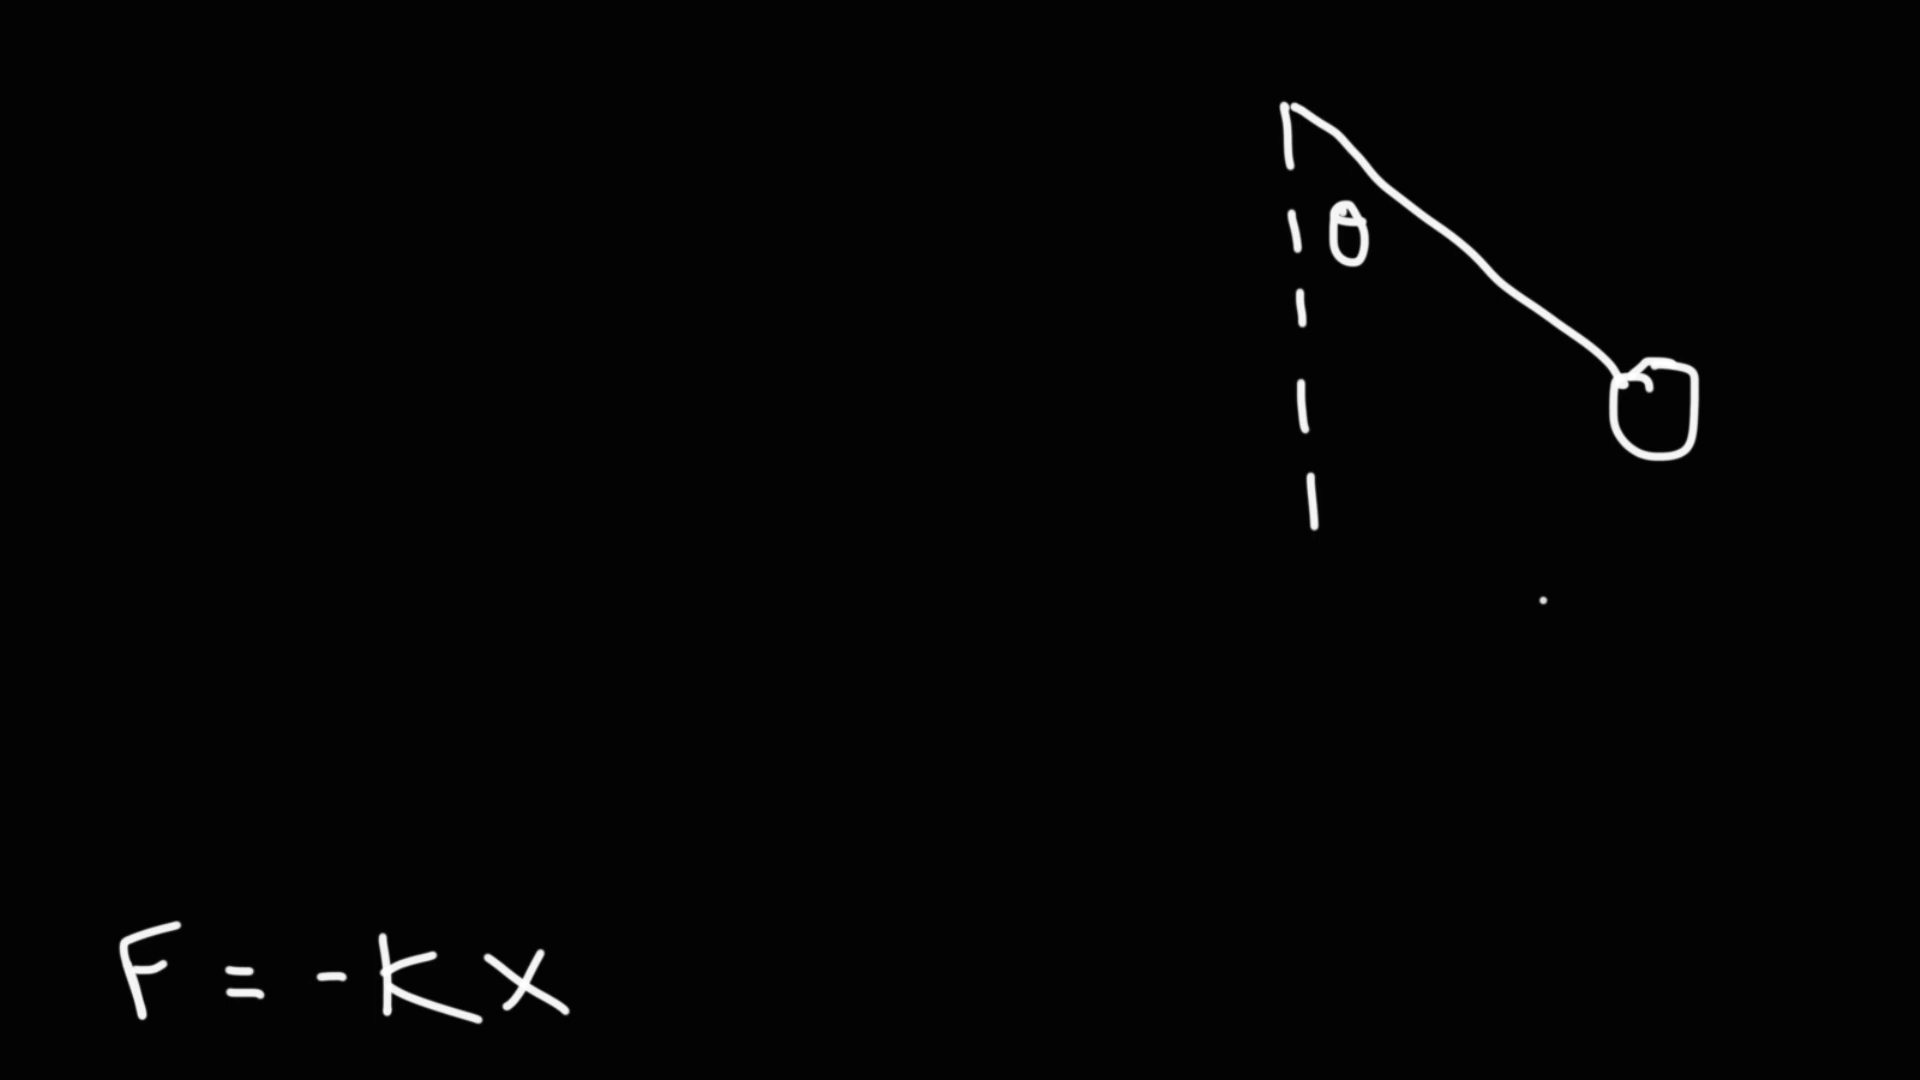 θ
F = -kx